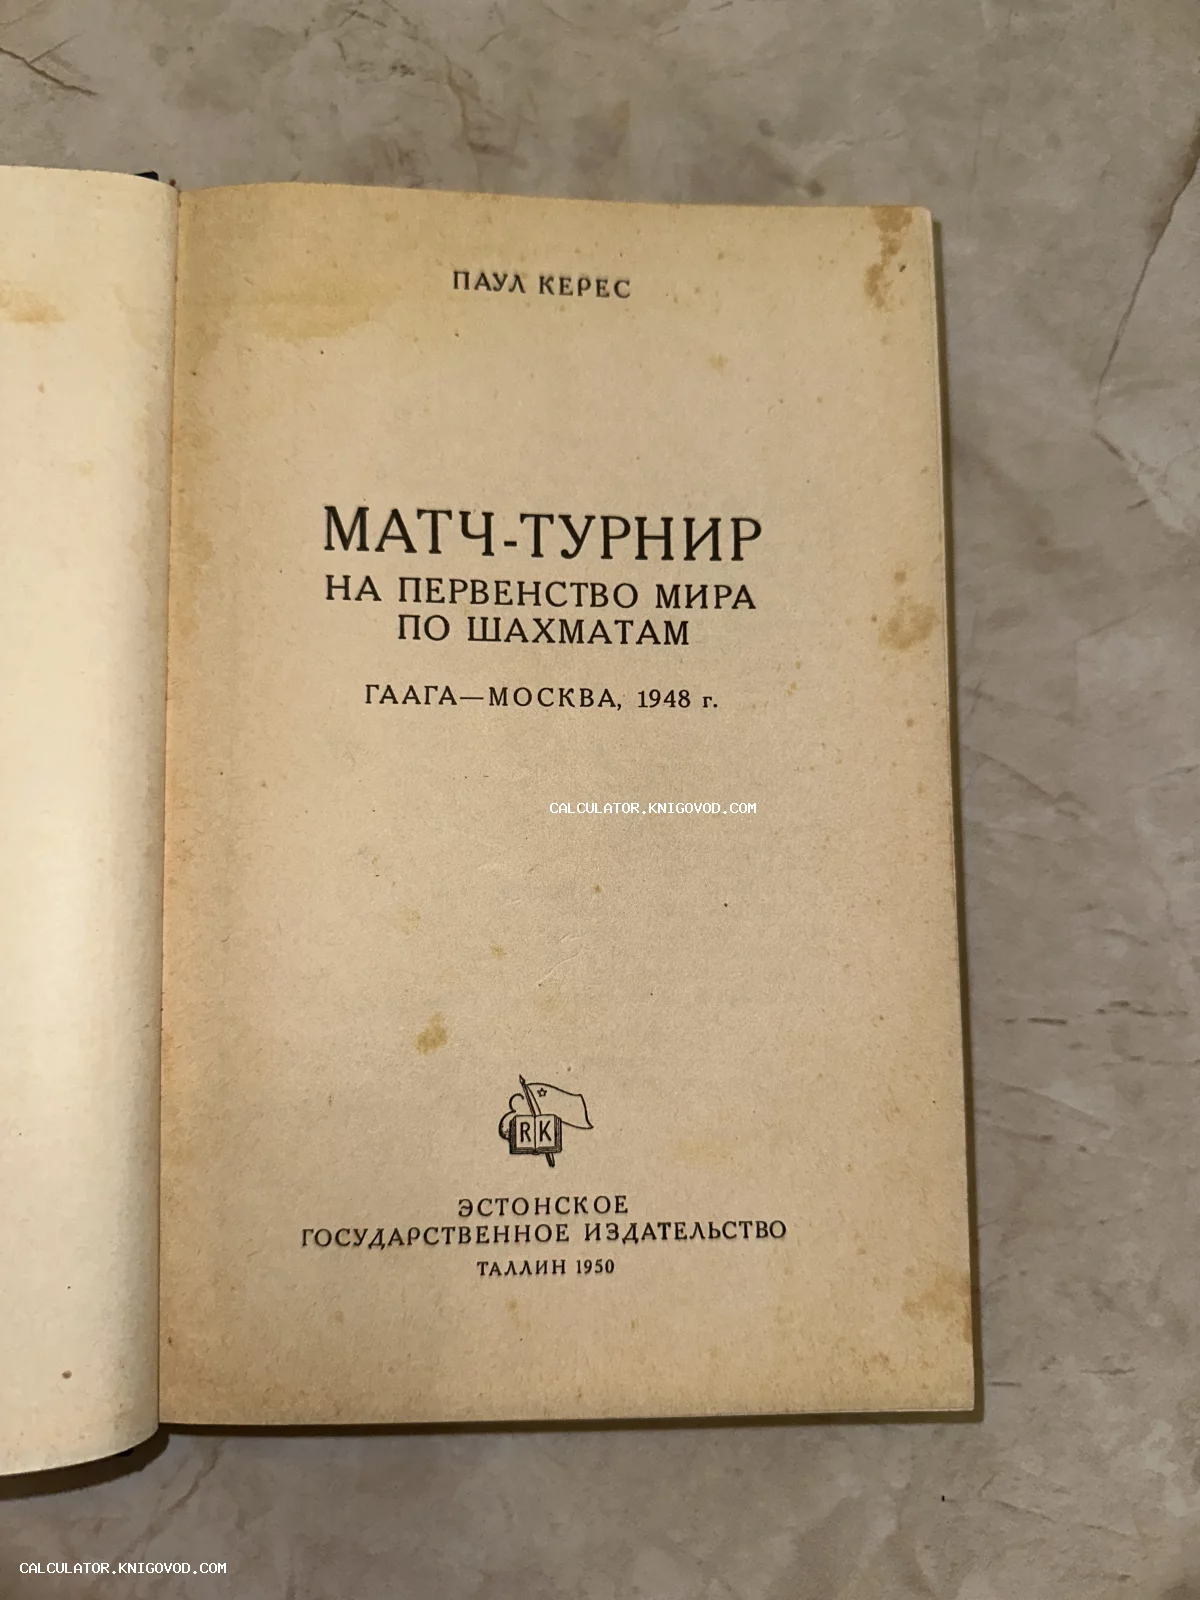 ПАУЛ КЕРЕС
МАТЧ-ТУРНИР
НА ПЕРВЕНСТВО МИРА
ПО ШАХМАТАМ
ГААГА—МОСКВА, 1948 г.
CALCULATOR.KNIGOVOD.COM
RK
ЭСТОНСКОЕ
ГОСУДАРСТВЕННОЕ ИЗДАТЕЛЬСТВО
ТАЛЛИН 1950
CALCULATOR.KNIGOVOD.COM